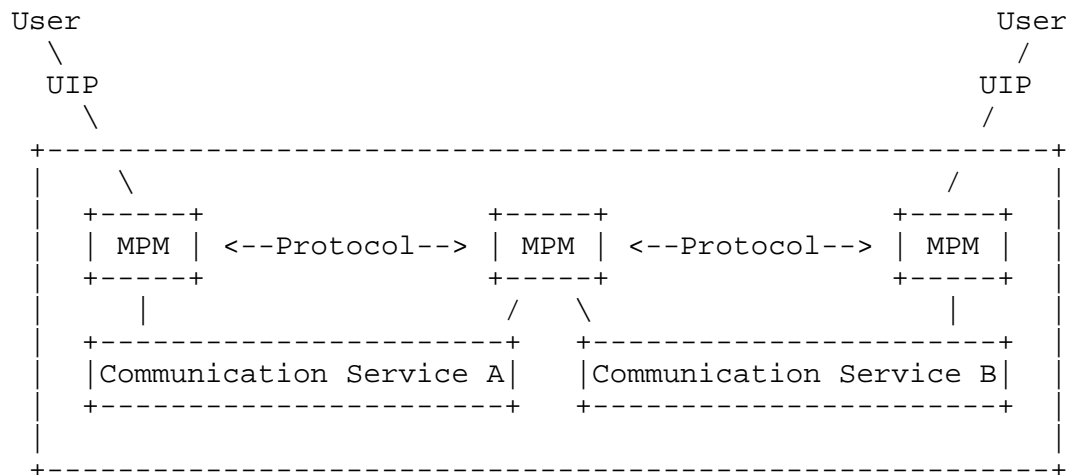 User User
UIP UIP
MPM <--Protocol--> MPM <--Protocol--> MPM
Communication Service A Communication Service B